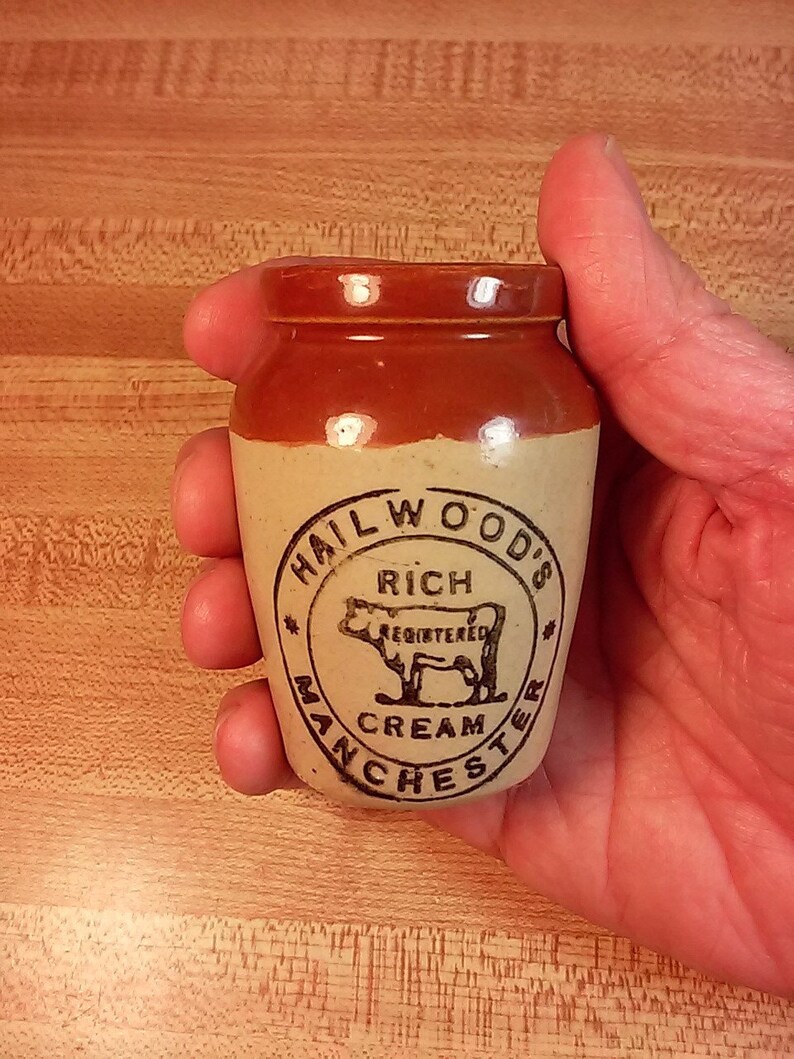 HAILWOOD'S
RICH
REGISTERED
CREAM
MANCHESTER